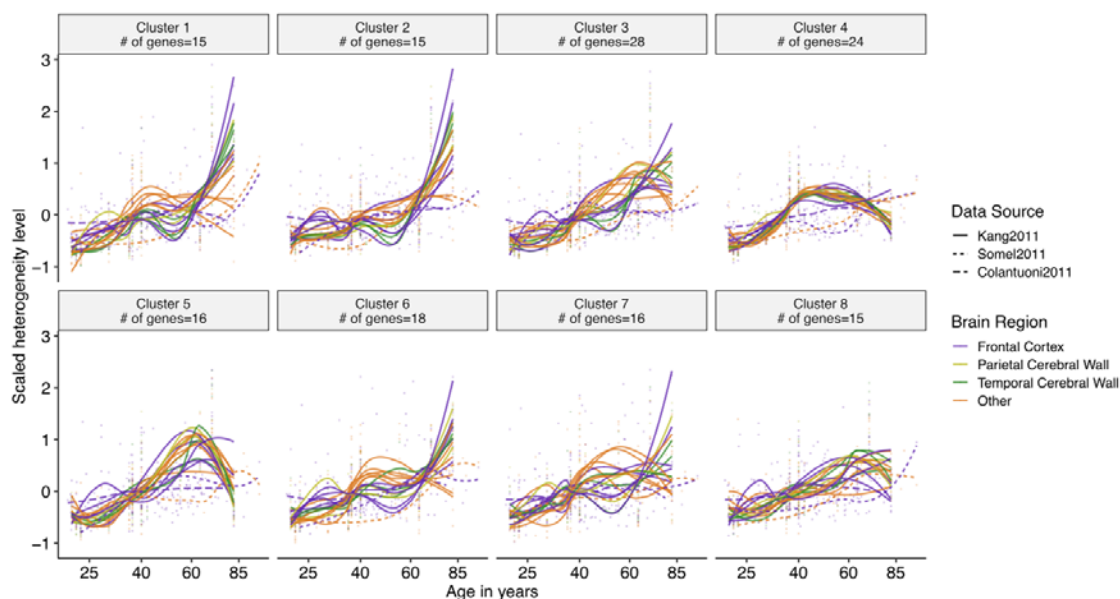 Cluster 1
# of genes=15
Cluster 2
# of genes=15
Cluster 3
# of genes=28
Cluster 4
# of genes=24
3
2
1
0
−1
Cluster 5
# of genes=16
Cluster 6
# of genes=18
Cluster 7
# of genes=16
Cluster 8
# of genes=15
3
2
1
0
−1
Scaled heterogeneity level
25 40 60 85
25 40 60 85
25 40 60 85
25 40 60 85
Age in years
Data Source
Kang2011
Somel2011
Colantuoni2011
Brain Region
Frontal Cortex
Parietal Cerebral Wall
Temporal Cerebral Wall
Other